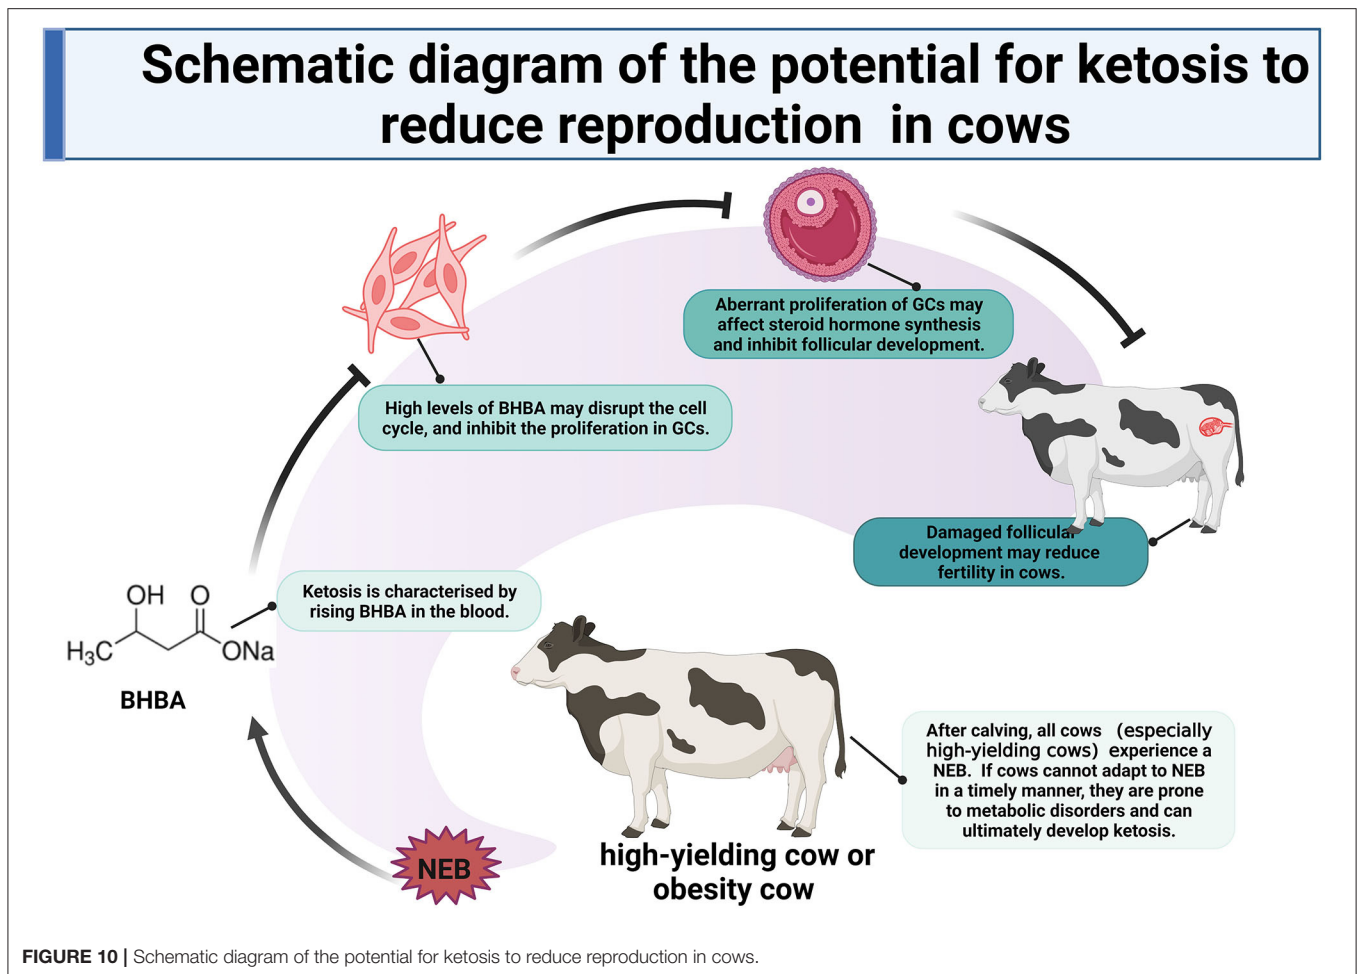 Schematic diagram of the potential for ketosis to
reduce reproduction in cows
Aberrant proliferation of GCs may
affect steroid hormone synthesis
and inhibit follicular development.
High levels of BHBA may disrupt the cell
cycle, and inhibit the proliferation in GCs.
Damaged follicular
development may reduce
fertility in cows.
Ketosis is characterised by
rising BHBA in the blood.
OH
O
H₃C
ONa
BHBA
After calving, all cows (especially
high-yielding cows) experience a
NEB. If cows cannot adapt to NEB
in a timely manner, they are prone
to metabolic disorders and can
ultimately develop ketosis.
NEB
high-yielding cow or
obesity cow
FIGURE 10 | Schematic diagram of the potential for ketosis to reduce reproduction in cows.